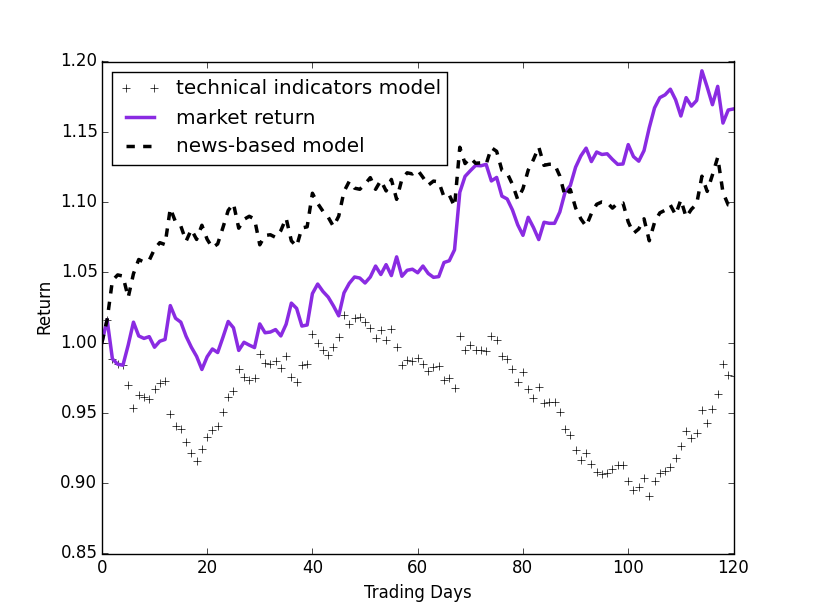 1.20
1.15
1.10
1.05
1.00
0.95
0.90
0.85
Return
technical indicators model
market return
news-based model
0 20 40 60 80 100 120
Trading Days